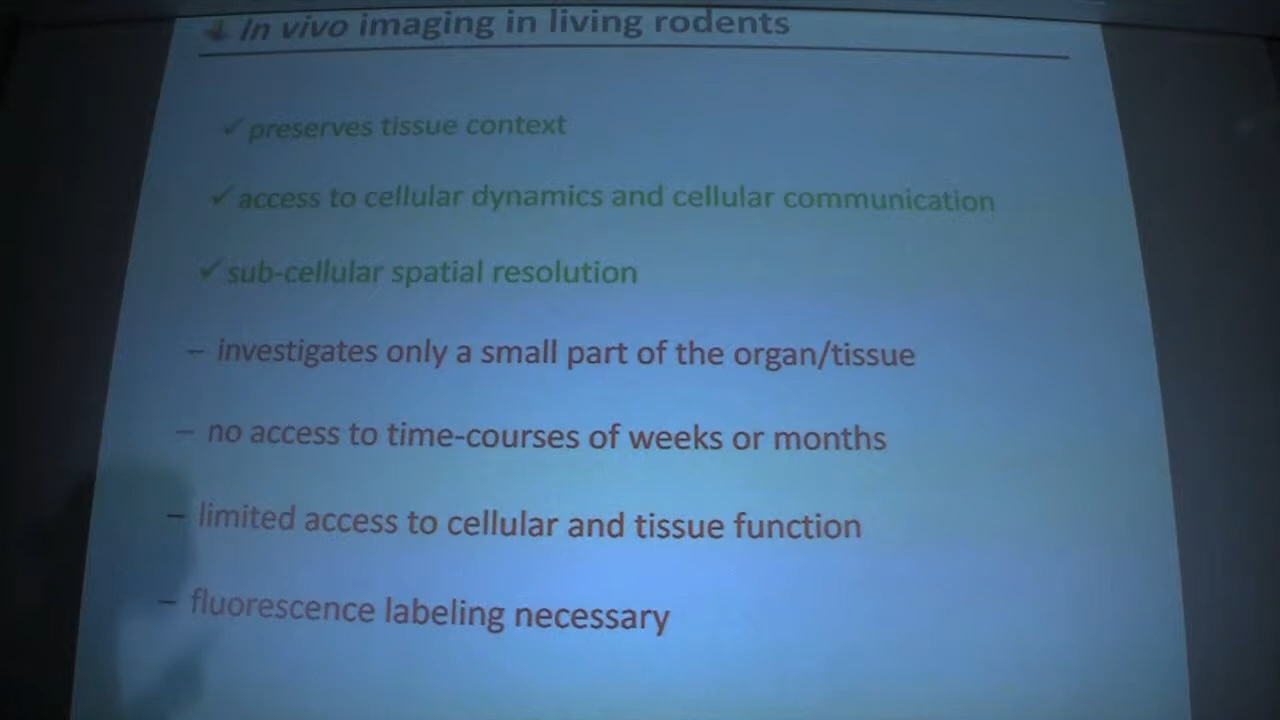 In vivo imaging in living rodents
✓ preserves tissue context
✓ access to cellular dynamics and cellular communication
✓ sub-cellular spatial resolution
– investigates only a small part of the organ/tissue
– no access to time-courses of weeks or months
– limited access to cellular and tissue function
– fluorescence labeling necessary